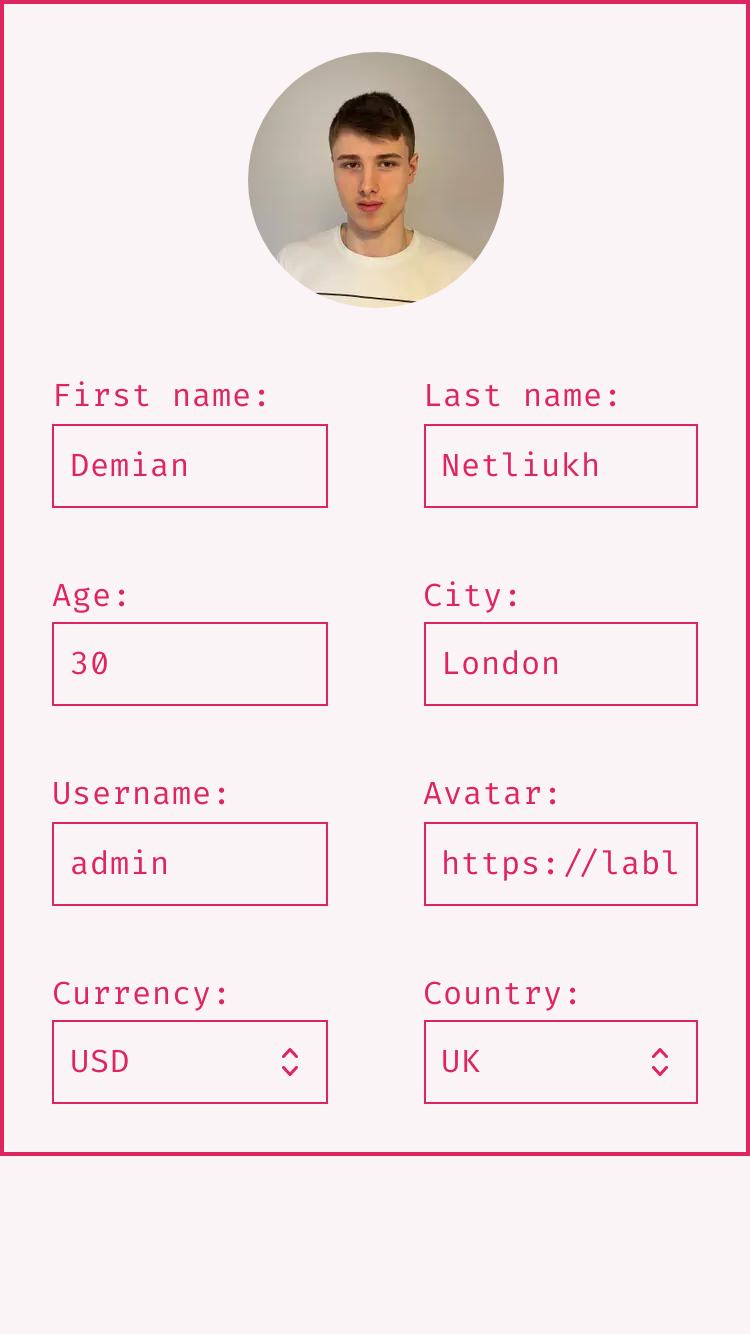 First name: Last name:
Demian Netliukh
Age: City:
30 London
Username: Avatar:
admin https://labl
Currency: Country:
USD UK